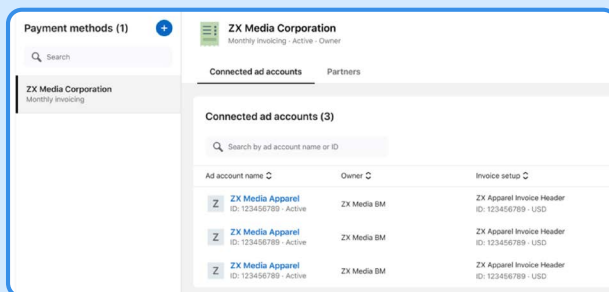 Payment methods (1)
Search
ZX Media Corporation
Monthly invoicing
ZX Media Corporation
Monthly invoicing - Active - Owner
Connected ad accounts Partners
Connected ad accounts (3)
Search by ad account name or ID
Ad account name Owner Invoice setup
Z ZX Media Apparel ZX Media BM ZX Apparel Invoice Header
ID: 123456789 - Active ID: 123456789 - USD
Z ZX Media Apparel ZX Media BM ZX Apparel Invoice Header
ID: 123456789 - Active ID: 123456789 - USD
Z ZX Media Apparel ZX Media BM ZX Apparel Invoice Header
ID: 123456789 - Active ID: 123456789 - USD